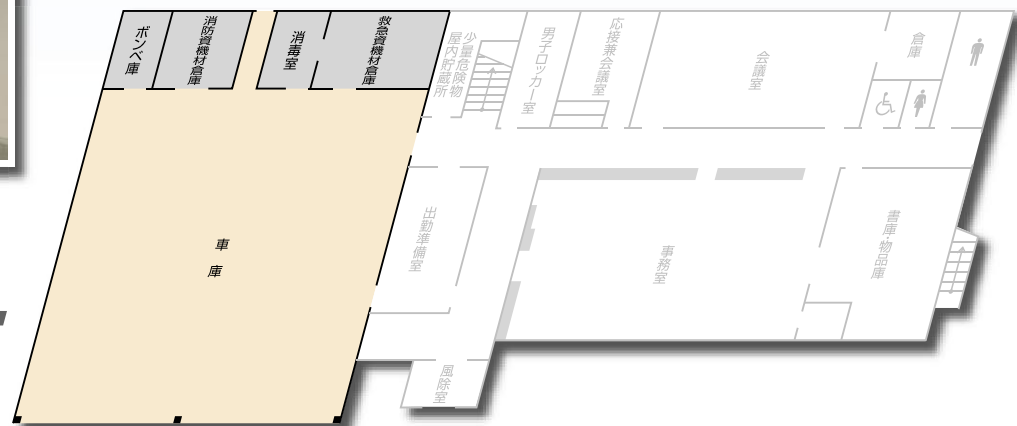 ボンベ庫
消防資機材倉庫
消毒室
救急資機材倉庫
少量危険物
屋内貯蔵所
男子ロッカー室
応接兼会議室
会議室
倉庫
車庫
出動準備室
事務室
書庫・物品庫
風除室